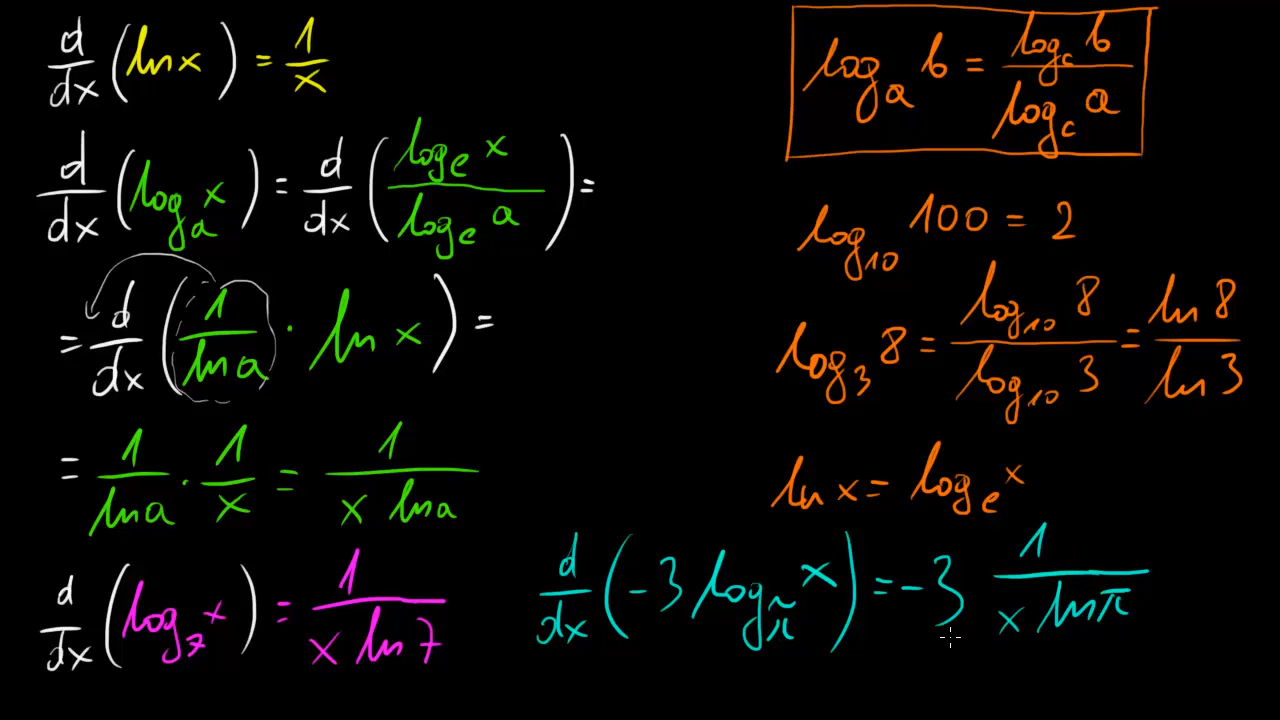 d/dx (ln x) = 1/x
d/dx (log_a x) = d/dx (log_e x / log_e a) =
= d/dx (1/ln a · ln x) =
= 1/ln a · 1/x = 1/(x ln a)
d/dx (log_7 x) = 1/(x ln 7)
log_a b = log_c b / log_c a
log_10 100 = 2
log_3 8 = log_10 8 / log_10 3 = ln 8 / ln 3
ln x = log_e x
d/dx (-3 log_π x) = -3 1/(x ln π)